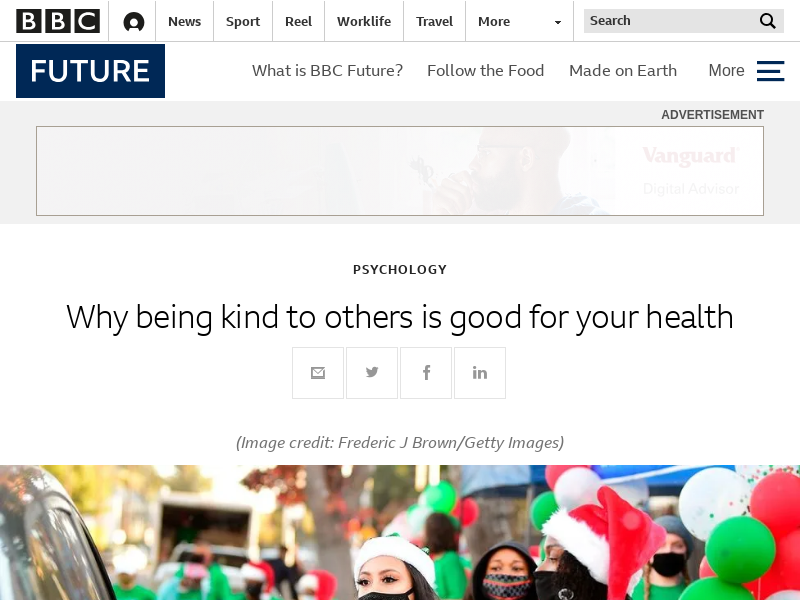 BBC
News
Sport
Reel
Worklife
Travel
More
Search
FUTURE
What is BBC Future?
Follow the Food
Made on Earth
More
ADVERTISEMENT
Vanguard
Digital Advisor
PSYCHOLOGY
Why being kind to others is good for your health
(Image credit: Frederic J Brown/Getty Images)